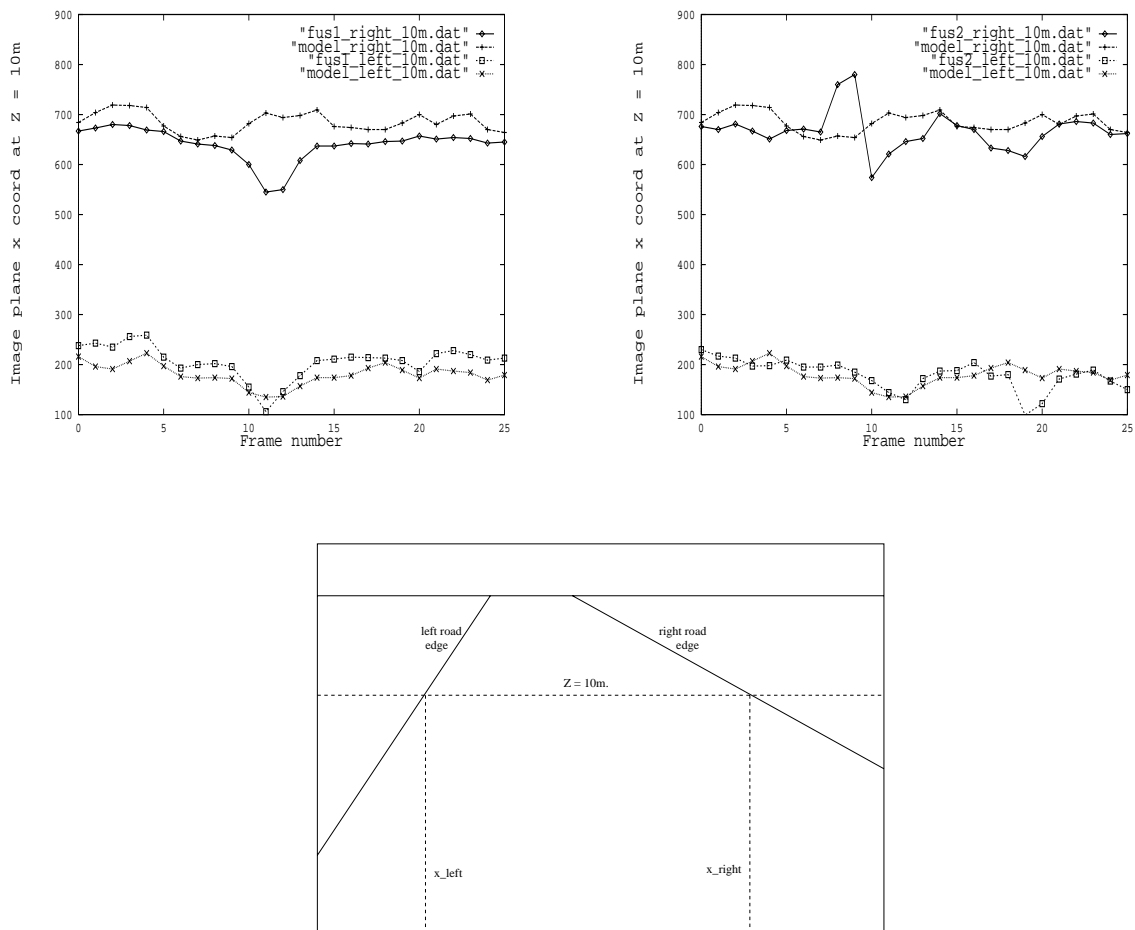 Image plane x coord at z = 10m
900
800
700
600
500
400
300
200
100
0
5
10
15
20
25
Frame number
"fus1_right_10m.dat"
"model_right_10m.dat"
"fus1_left_10m.dat"
"model_left_10m.dat"
Image plane x coord at z = 10m
900
800
700
600
500
400
300
200
100
0
5
10
15
20
25
Frame number
"fus2_right_10m.dat"
"model_right_10m.dat"
"fus2_left_10m.dat"
"model_left_10m.dat"
left road
edge
right road
edge
Z = 10m.
x_left
x_right